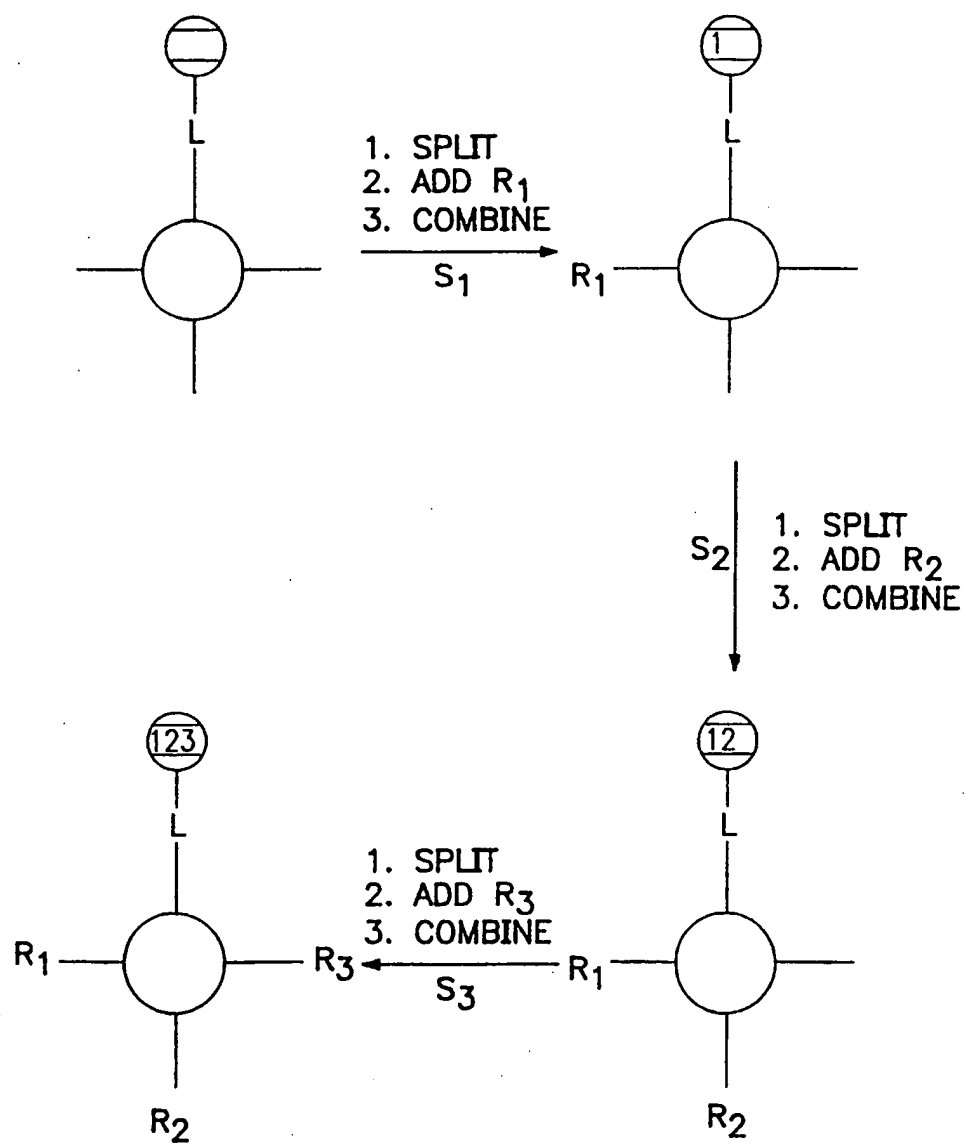 1
L
L
1. SPLIT
2. ADD R1
3. COMBINE
S1
R1
S2
1. SPLIT
2. ADD R2
3. COMBINE
123
12
L
L
1. SPLIT
2. ADD R3
3. COMBINE
R1
R3
S3
R1
R2
R2